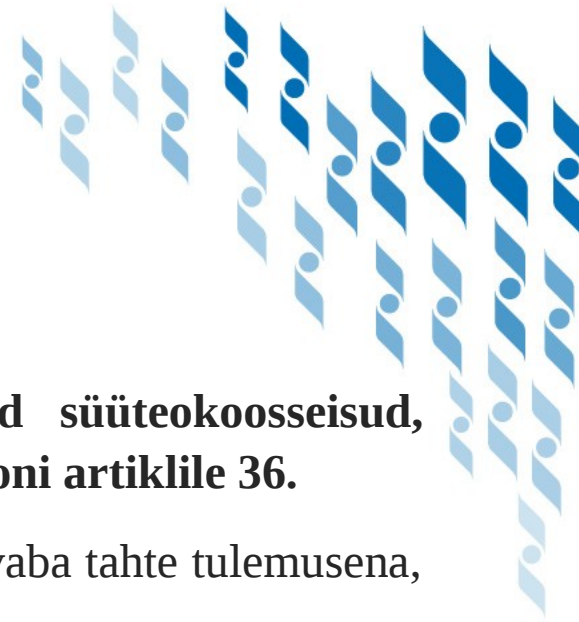 d süüteokoosseisud,
oni artiklile 36.
vaba tahte tulemusena,